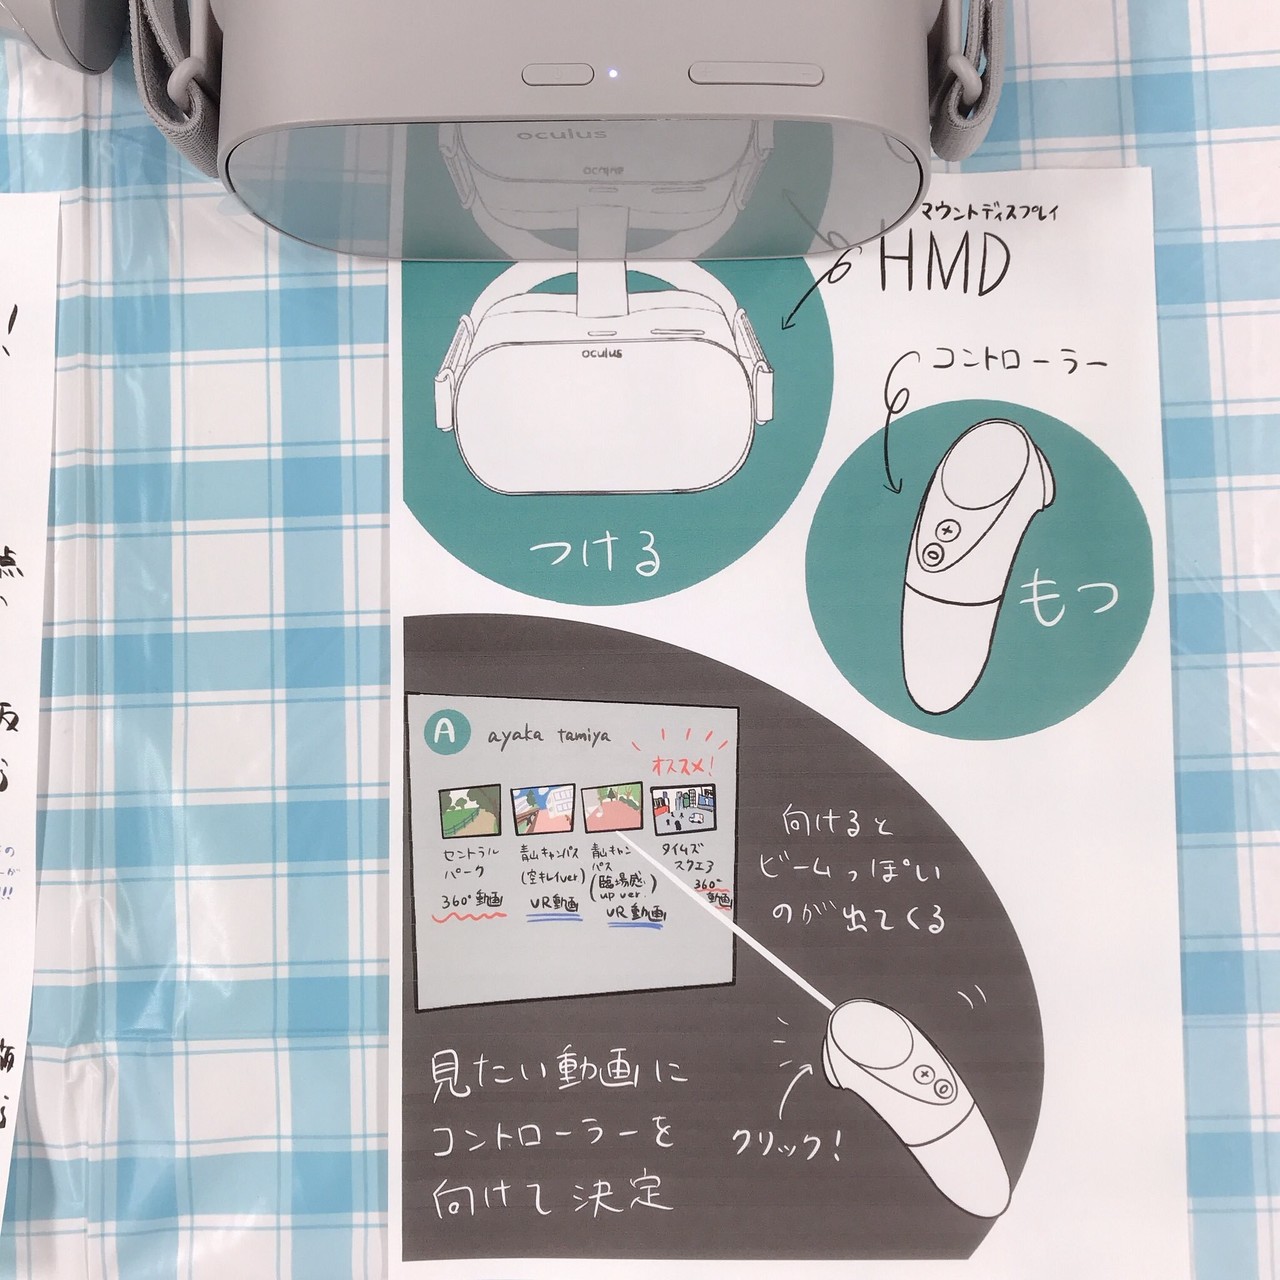 マウントディスプレイ
HMD
oculus
コントローラー
つける
もつ
A ayaka tamiya
オススメ!
セントラル
パーク
360°動画
青山キャンパス
(空キレイver)
VR動画
青山キャン
パス
(臨場感
up ver.)
VR動画
タイムズ
スクエア
360°
動画
向けると
ビームっぽい
のが出てくる
見たい動画に
コントローラーを
向けて決定
クリック!
!
点
の
!!!